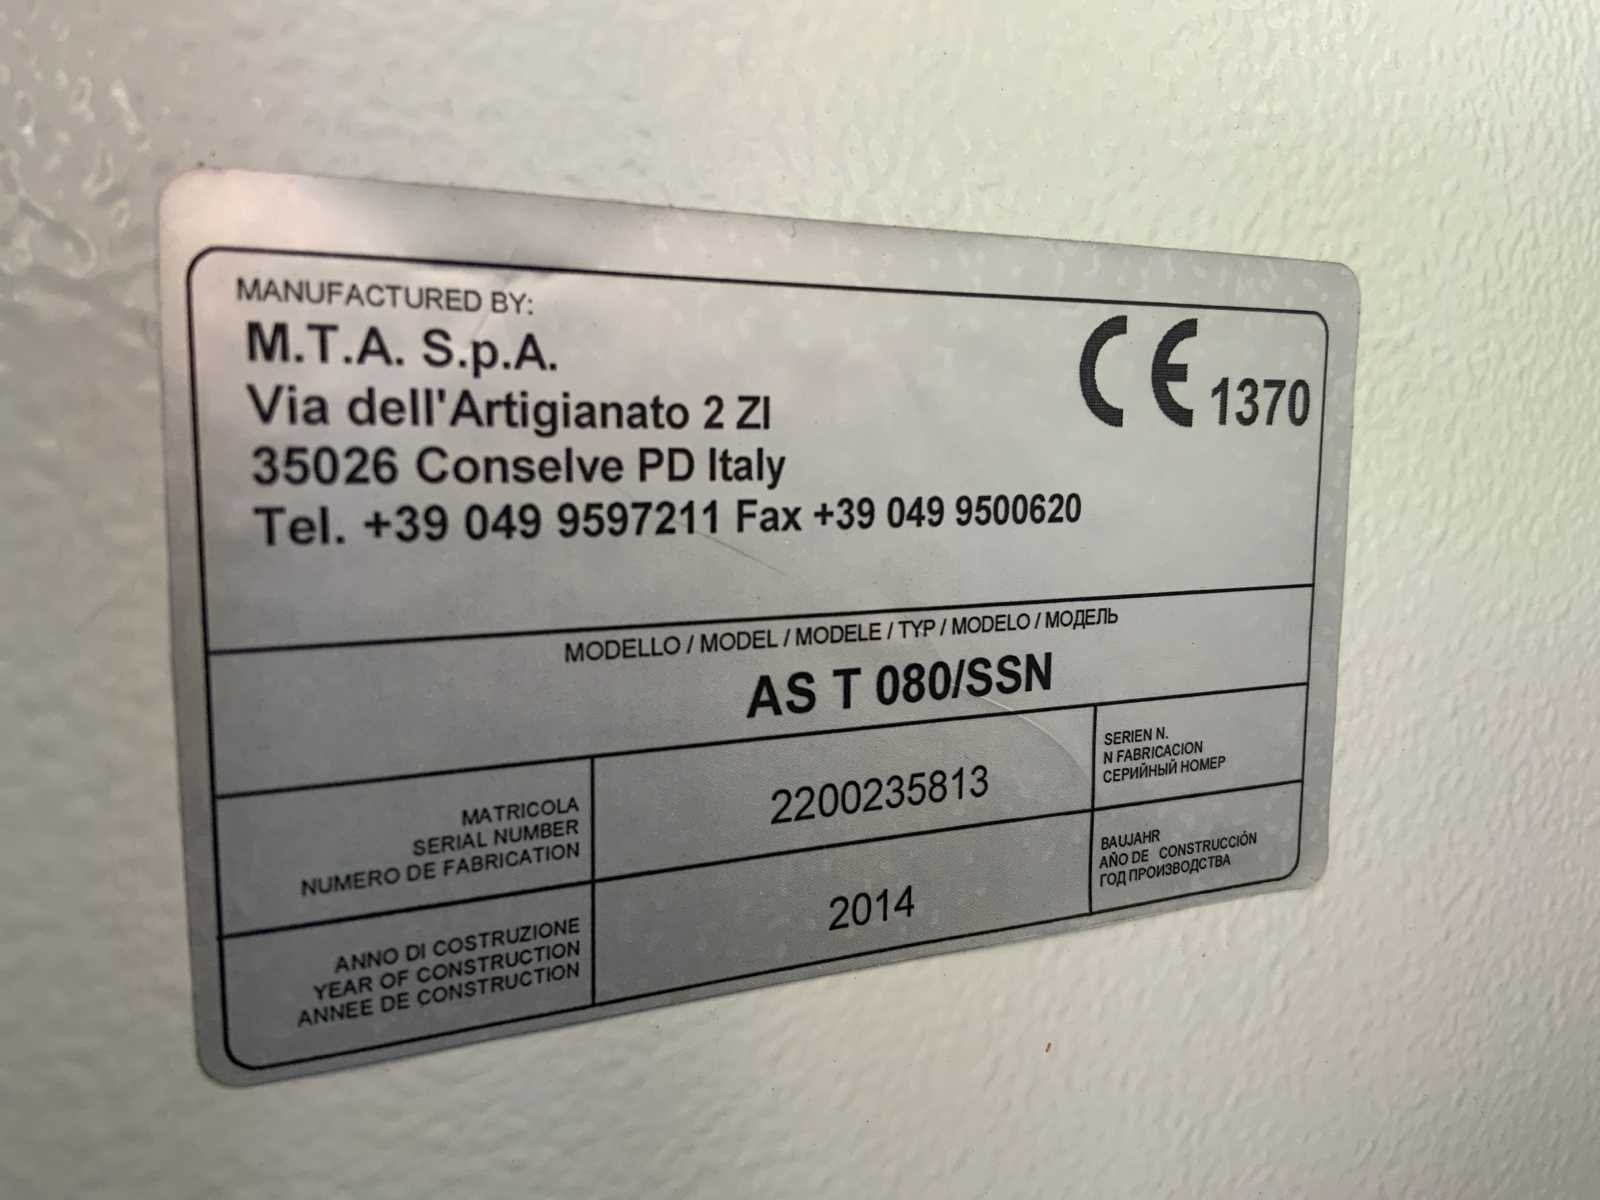 MANUFACTURED BY:
M.T.A. S.p.A.
Via dell'Artigianato 2 ZI
35026 Conselve PD Italy
Tel. +39 049 9597211 Fax +39 049 9500620
CE 1370
MODELLO / MODEL / MODELE / TYP / MODELO / МОДЕЛЬ
AS T 080/SSN
MATRICOLA
SERIAL NUMBER
NUMERO DE FABRICATION
2200235813
SERIEN N.
N FABRICACION
СЕРИЙНЫЙ НОМЕР
ANNO DI COSTRUZIONE
YEAR OF CONSTRUCTION
ANNEE DE CONSTRUCTION
2014
BAUJAHR
AÑO DE CONSTRUCCIÓN
ГОД ПРОИЗВОДСТВА